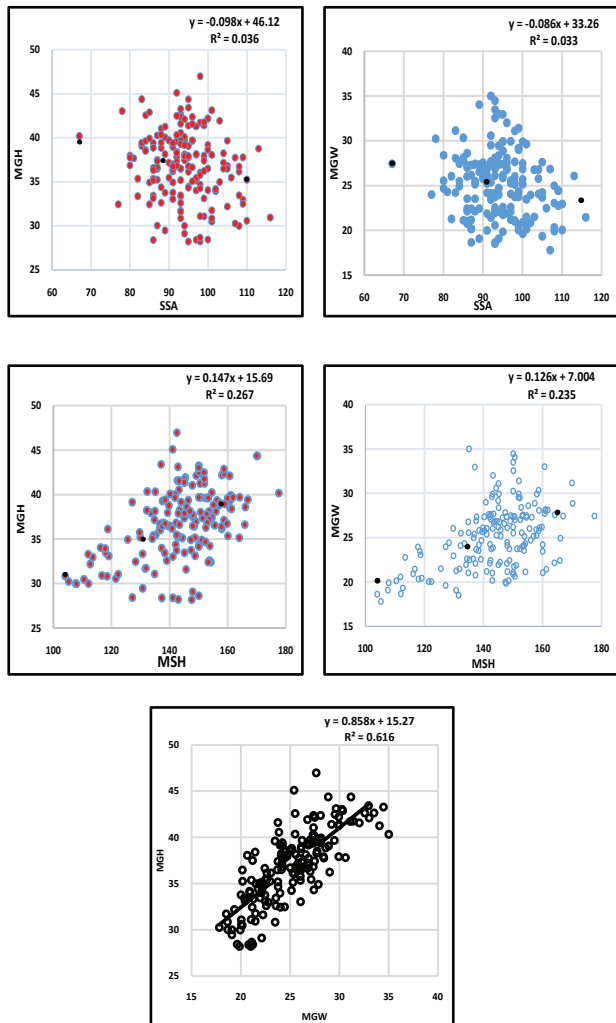 y = -0.098x + 46.12
R² = 0.036
50
45
40
35
30
25
MGH
60 70 80 90 100 110 120
SSA
y = -0.086x + 33.26
R² = 0.033
40
35
30
25
20
15
MGW
60 70 80 90 100 110 120
SSA
y = 0.147x + 15.69
R² = 0.267
50
45
40
35
30
25
MGH
100 120 140 160 180
MSH
y = 0.126x + 7.004
R² = 0.235
40
35
30
25
20
15
MGW
100 120 140 160 180
MSH
y = 0.858x + 15.27
R² = 0.616
50
45
40
35
30
25
MGH
15 20 25 30 35 40
MGW